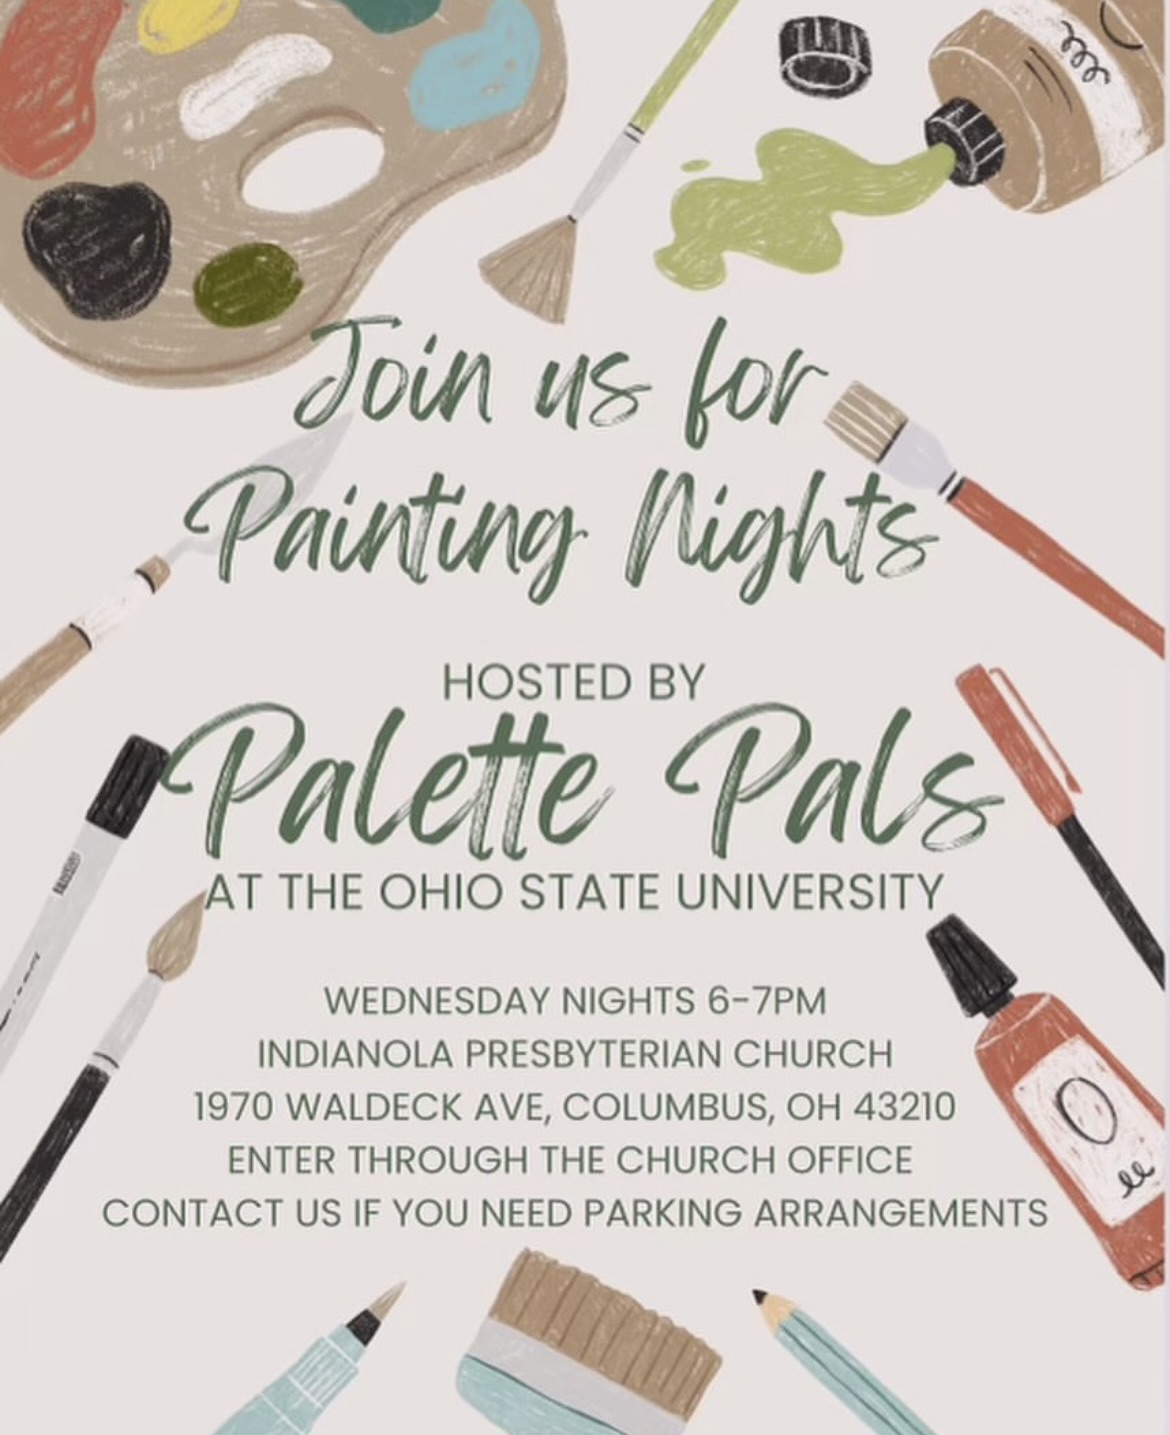 Join us for
Painting Nights
HOSTED BY
Palette Pals
AT THE OHIO STATE UNIVERSITY
WEDNESDAY NIGHTS 6-7PM
INDIANOLA PRESBYTERIAN CHURCH
1970 WALDECK AVE, COLUMBUS, OH 43210
ENTER THROUGH THE CHURCH OFFICE
CONTACT US IF YOU NEED PARKING ARRANGEMENTS